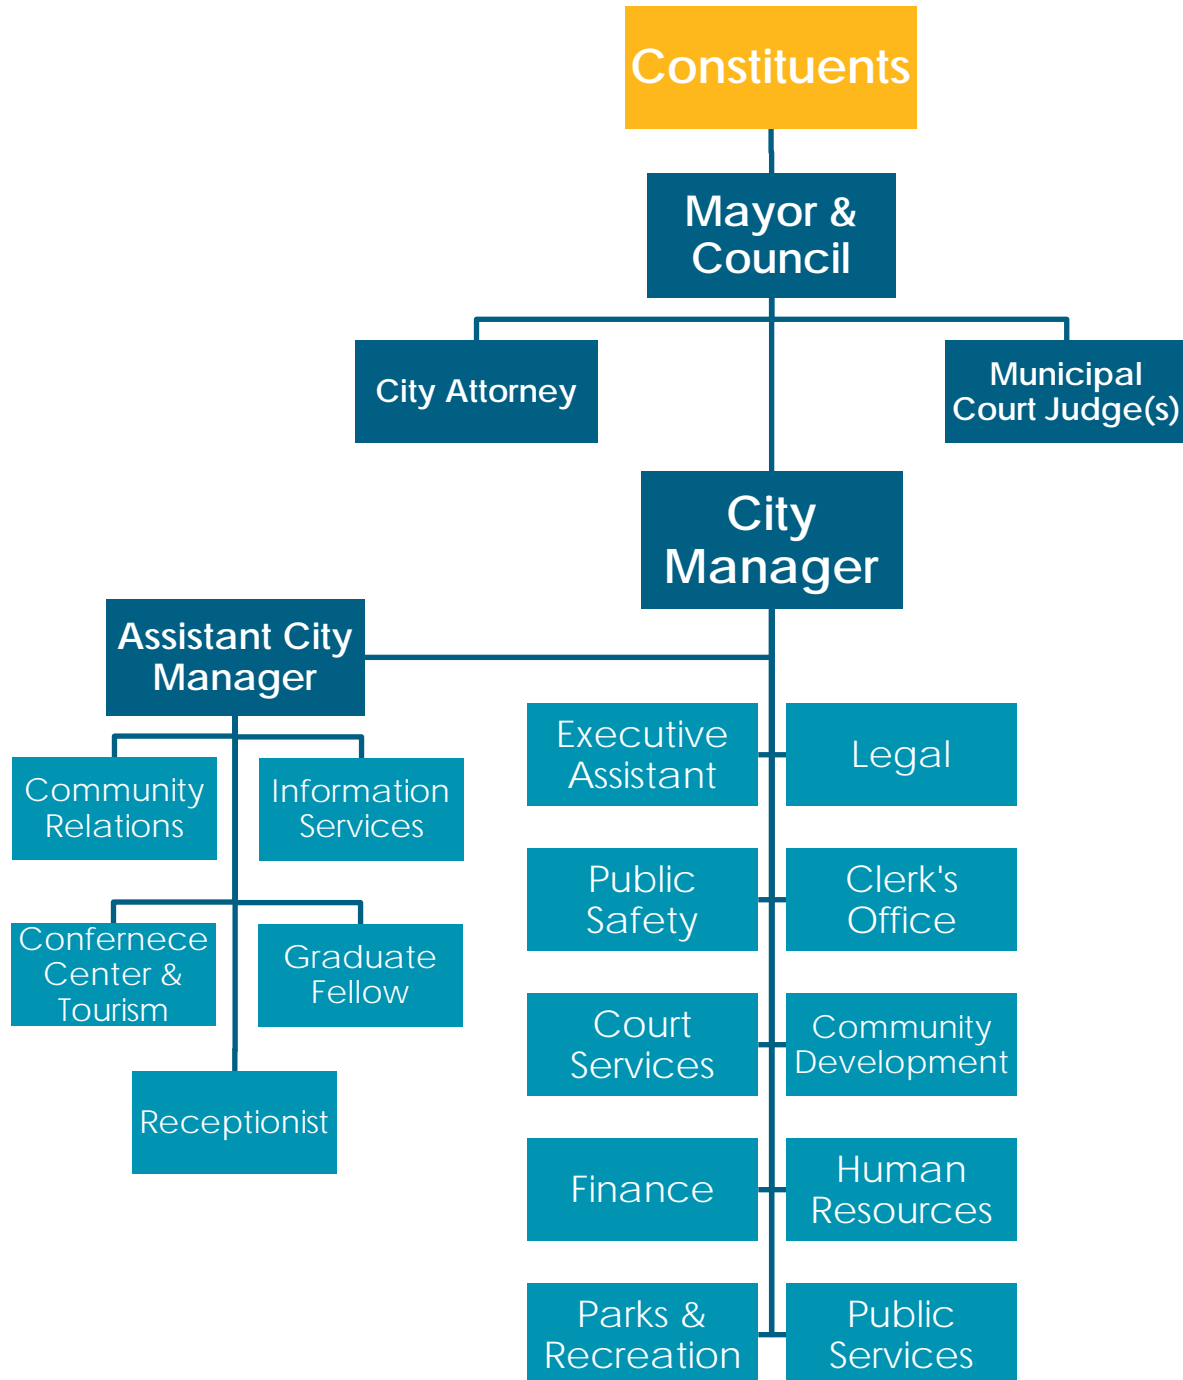 Constituents
Mayor &
Council
City Attorney
Municipal
Court Judge(s)
City
Manager
Assistant City
Manager
Community
Relations
Information
Services
Confernece
Center &
Tourism
Graduate
Fellow
Receptionist
Executive
Assistant
Legal
Public
Safety
Clerk's
Office
Court
Services
Community
Development
Finance
Human
Resources
Parks &
Recreation
Public
Services